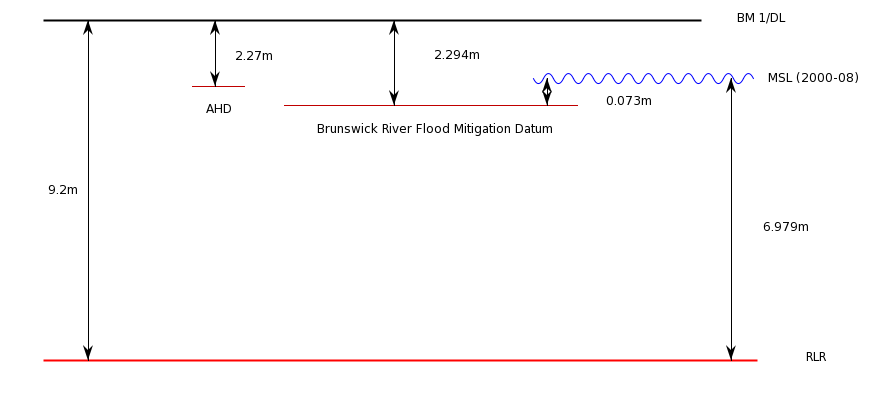 BM 1/DL
2.27m
2.294m
MSL (2000-08)
0.073m
AHD
Brunswick River Flood Mitigation Datum
9.2m
6.979m
RLR